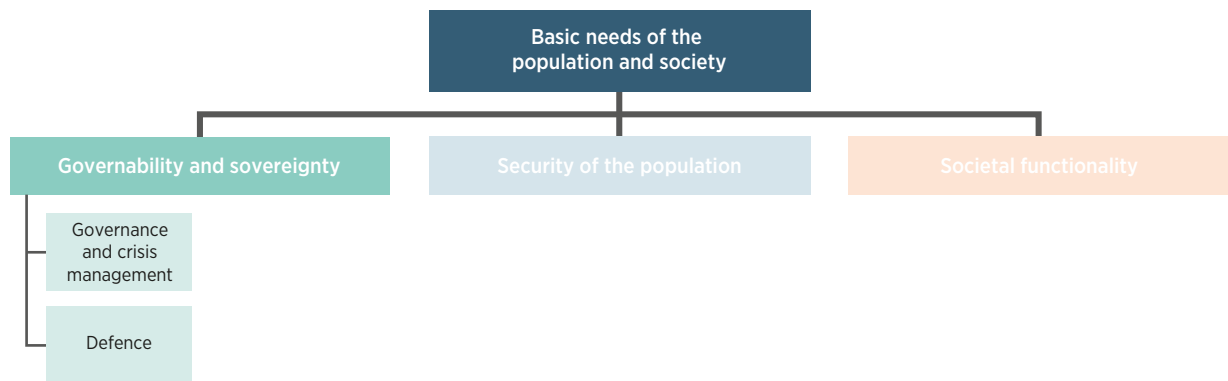 Basic needs of the
population and society
Governability and sovereignty
Security of the population
Societal functionality
Governance
and crisis
management
Defence